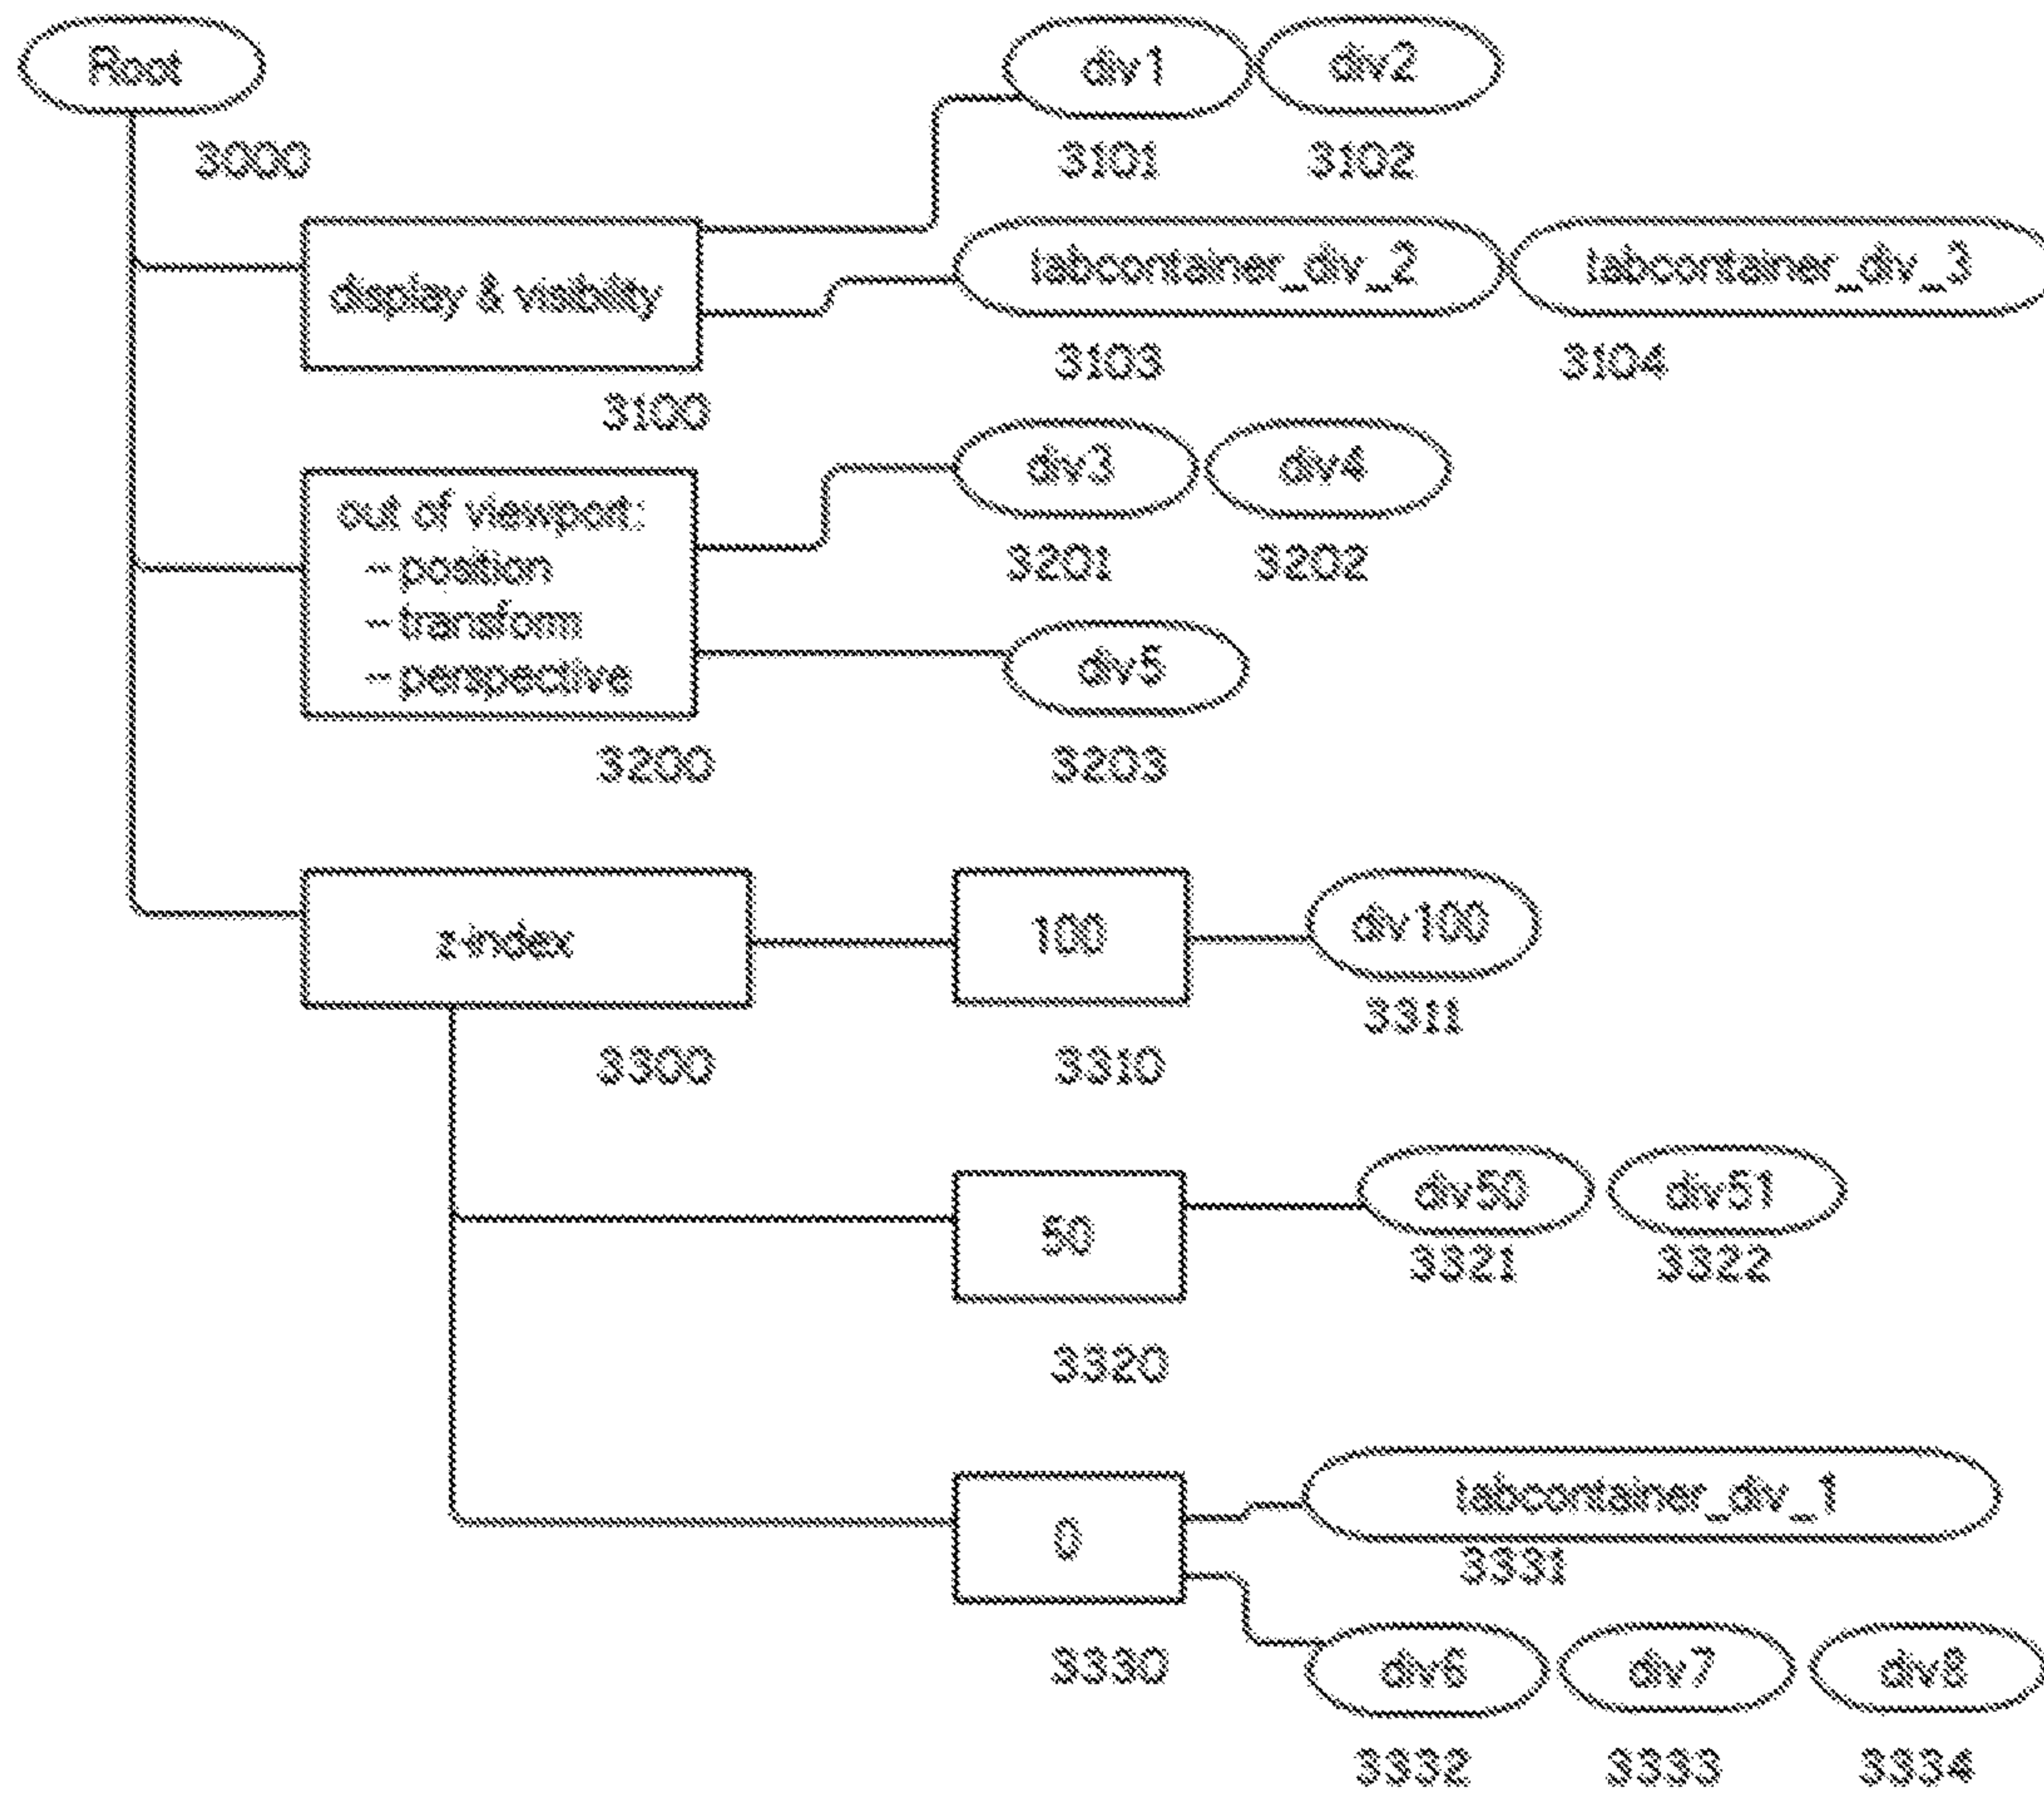 Root
3000
div1
div2
3101
3102
display & visibility
3100
tabcontainer_div_2
tabcontainer_div_3
3103
3104
out of viewport:
- position
- transform
- perspective
3200
div3
div4
3201
3202
div5
3203
z-index
3300
100
3310
div100
3311
50
3320
div50
div51
3321
3322
0
3330
tabcontainer_div_1
3331
div6
div7
div8
3332
3333
3334